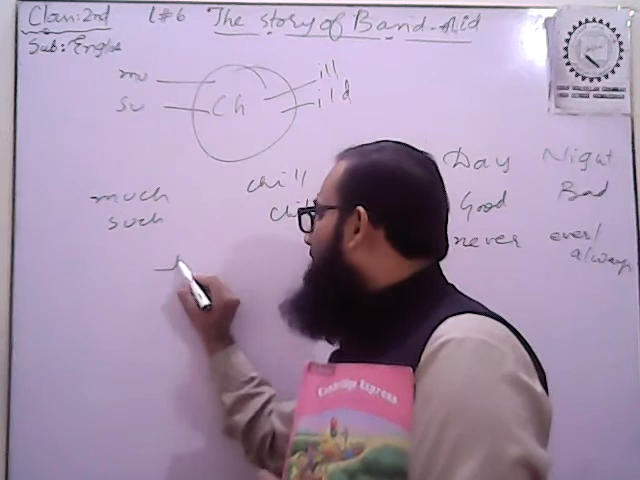 Class: 2nd L#6 The story of Band-Aid
Sub: English
mu Ch ill
su ild
much chill Day Night
such Good Bad
never ever/
always
Cambridge Express